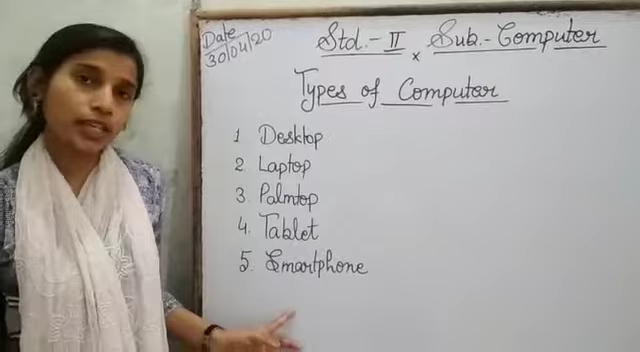 Date
30/04/20
Std.- II × Sub.- Computer
Types of Computer
1 Desktop
2 Laptop
3 Palmtop
4. Tablet
5. Smartphone